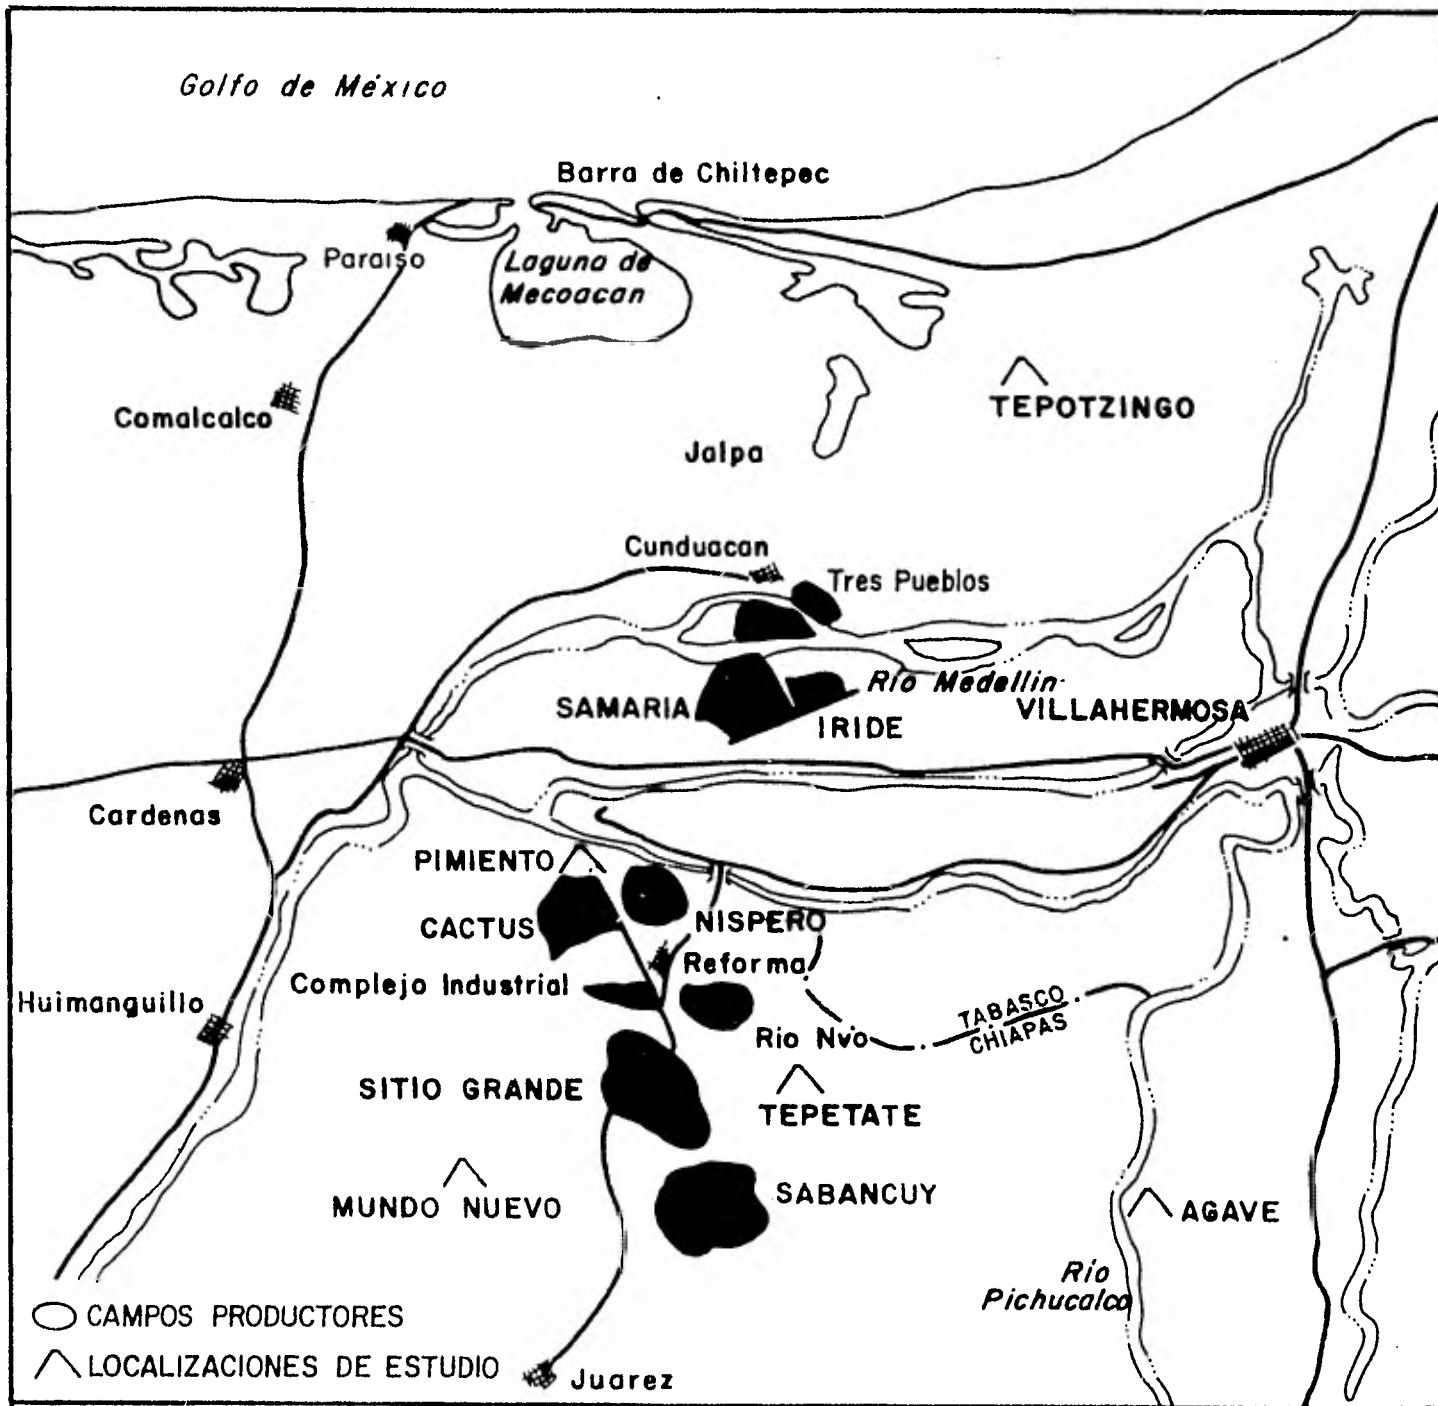 Golfo de México
Barra de Chiltepec
Paraiso
Laguna de
Mecoacan
TEPOTZINGO
Comalcalco
Jalpa
Cunduacan
Tres Pueblos
Río Medellin
SAMARIA
VILLAHERMOSA
IRIDE
Cardenas
PIMIENTO
CACTUS
NISPERO
Reforma
Complejo Industrial
Huimanguillo
TABASCO
CHIAPAS
Rio Nvo
SITIO GRANDE
TEPETATE
MUNDO NUEVO
SABANCUY
AGAVE
Río
Pichucalco
CAMPOS PRODUCTORES
LOCALIZACIONES DE ESTUDIO
Juarez